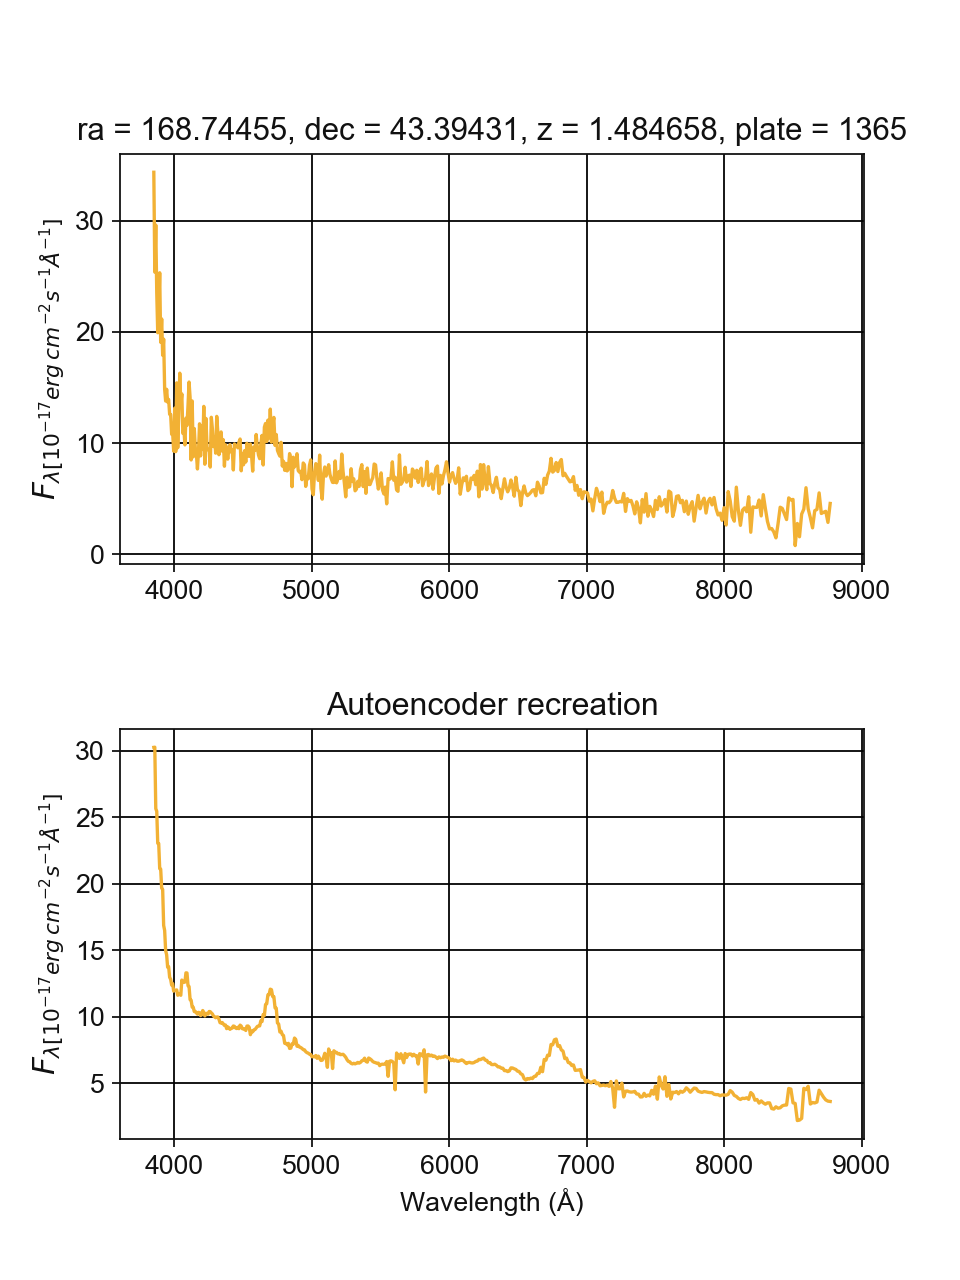 ra = 168.74455, dec = 43.39431, z = 1.484658, plate = 1365
F_λ[10^{-17} erg cm^{-2} s^{-1} Å^{-1}]
30
20
10
0
4000 5000 6000 7000 8000 9000
Autoencoder recreation
F_λ[10^{-17} erg cm^{-2} s^{-1} Å^{-1}]
30
25
20
15
10
5
4000 5000 6000 7000 8000 9000
Wavelength (Å)